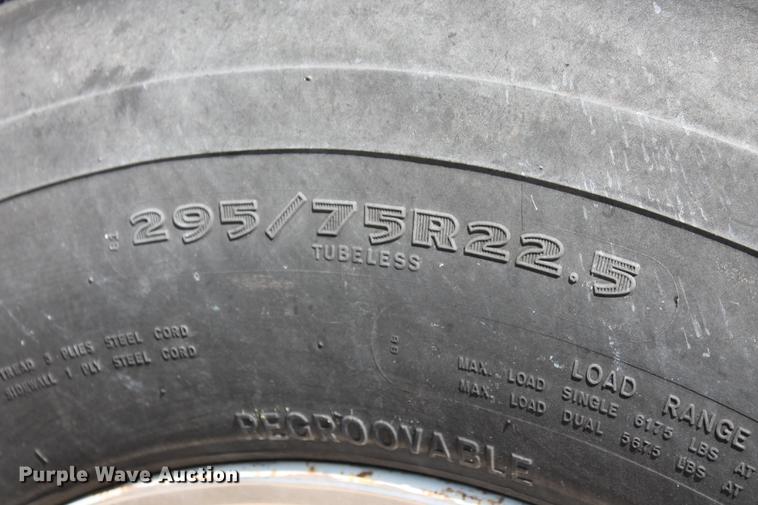 295/75R22.5
TUBELESS
TREAD 3 PLIES STEEL CORD
SIDEWALL 1 PLY STEEL CORD
LOAD RANGE
MAX. LOAD SINGLE 6175 LBS AT
MAX. LOAD DUAL 5675 LBS AT
REGROOVABLE
Purple Wave Auction